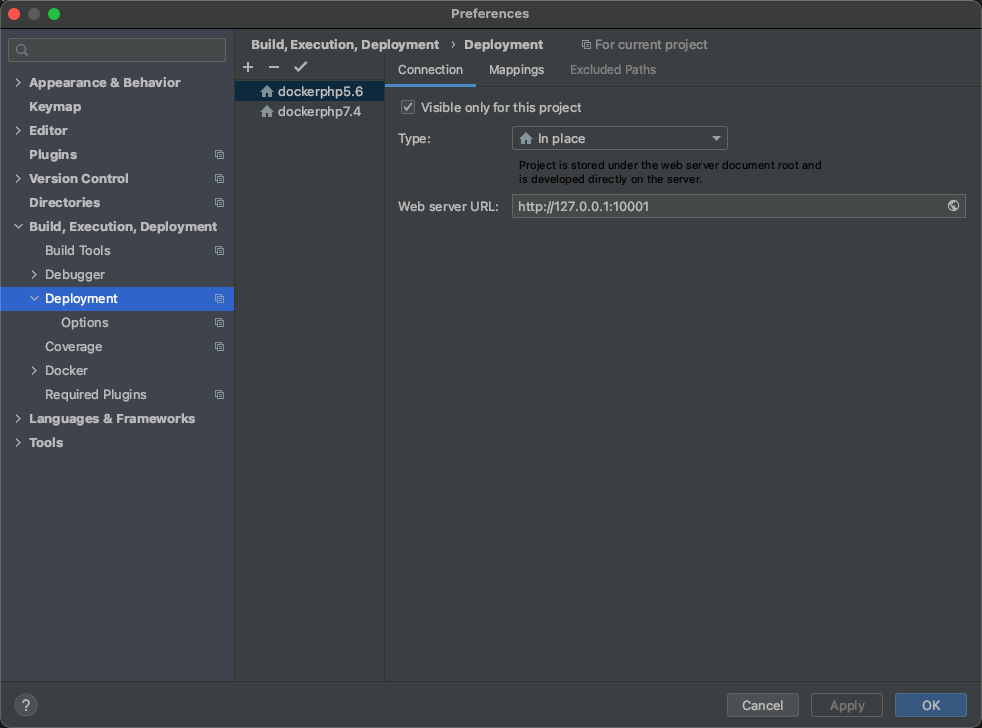 Preferences
Appearance & Behavior
Keymap
Editor
Plugins
Version Control
Directories
Build, Execution, Deployment
Build Tools
Debugger
Deployment
Options
Coverage
Docker
Required Plugins
Languages & Frameworks
Tools
Build, Execution, Deployment › Deployment For current project
dockerphp5.6
dockerphp7.4
Connection Mappings Excluded Paths
Visible only for this project
Type: In place
Project is stored under the web server document root and
is developed directly on the server.
Web server URL: http://127.0.0.1:10001
? Cancel Apply OK